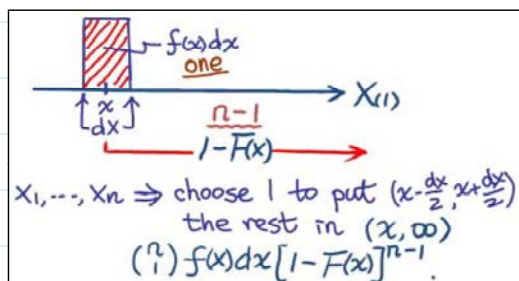 f(x)dx
one
x
dx
X(1)
n-1
1-F(x)
X1, ---, Xn ⇒ choose 1 to put (x-dx/2, x+dx/2)
the rest in (x, ∞)
(n 1) f(x)dx[1-F(x)]^{n-1}.